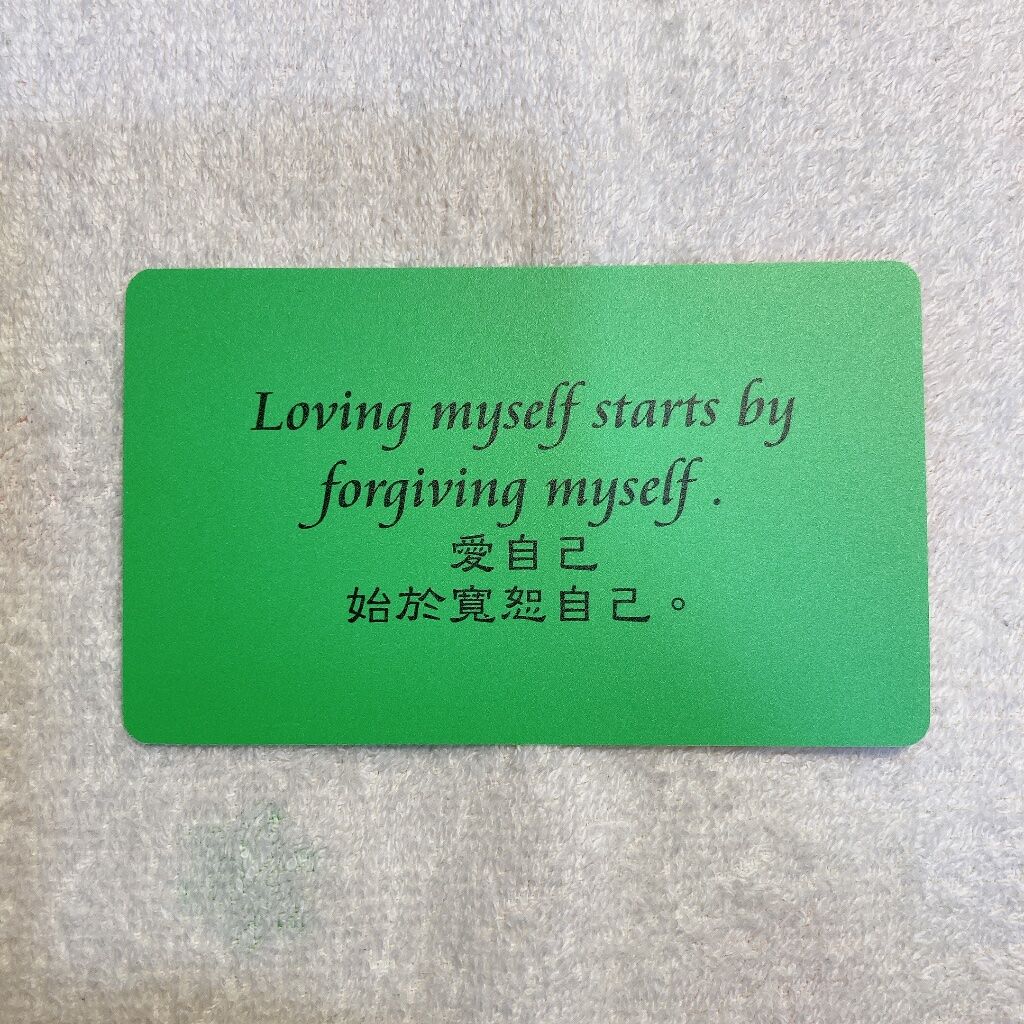 Loving myself starts by
forgiving myself .
愛自己
始於寬恕自己。